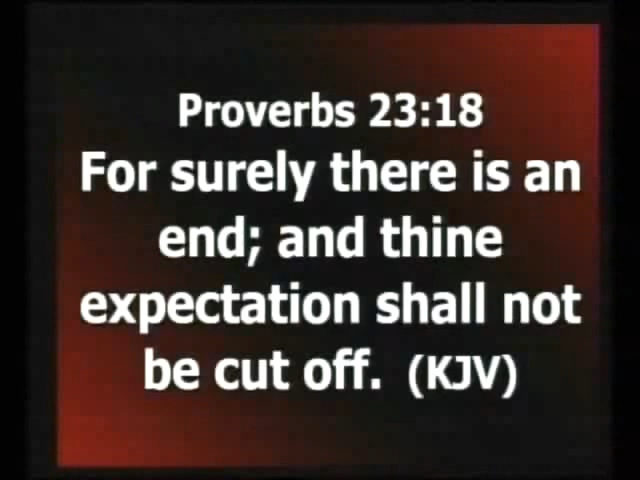 Proverbs 23:18
For surely there is an
end; and thine
expectation shall not
be cut off. (KJV)